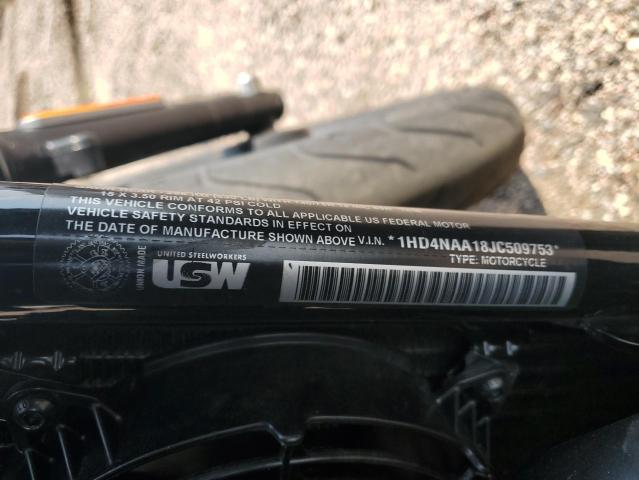 15 X 3.50 RIM AT 42 PSI COLD
THIS VEHICLE CONFORMS TO ALL APPLICABLE US FEDERAL MOTOR
VEHICLE SAFETY STANDARDS IN EFFECT ON
THE DATE OF MANUFACTURE SHOWN ABOVE V.I.N. *1HD4NAA18JC509753*
TYPE: MOTORCYCLE
UNION MADE
UNITED STEELWORKERS
USW